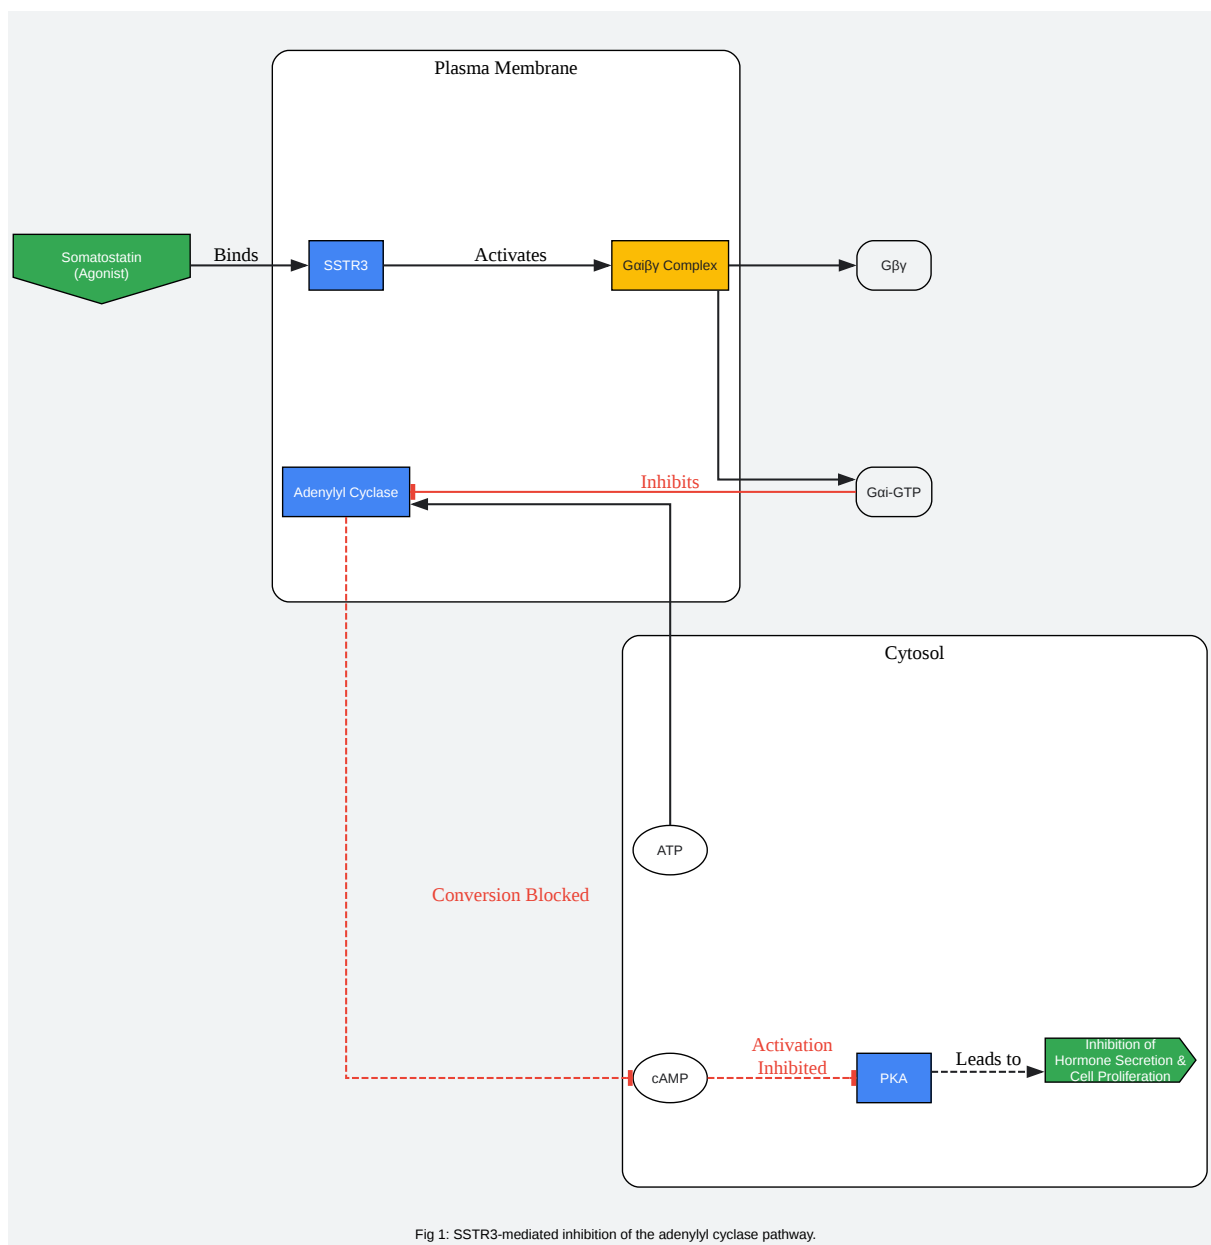 Plasma Membrane
Somatostatin
(Agonist)
Binds
SSTR3
Activates
Gαiβγ Complex
Gβγ
Adenylyl Cyclase
Inhibits
Gαi-GTP
Cytosol
ATP
Conversion Blocked
cAMP
Activation
Inhibited
PKA
Leads to
Inhibition of
Hormone Secretion &
Cell Proliferation
Fig 1: SSTR3-mediated inhibition of the adenylyl cyclase pathway.